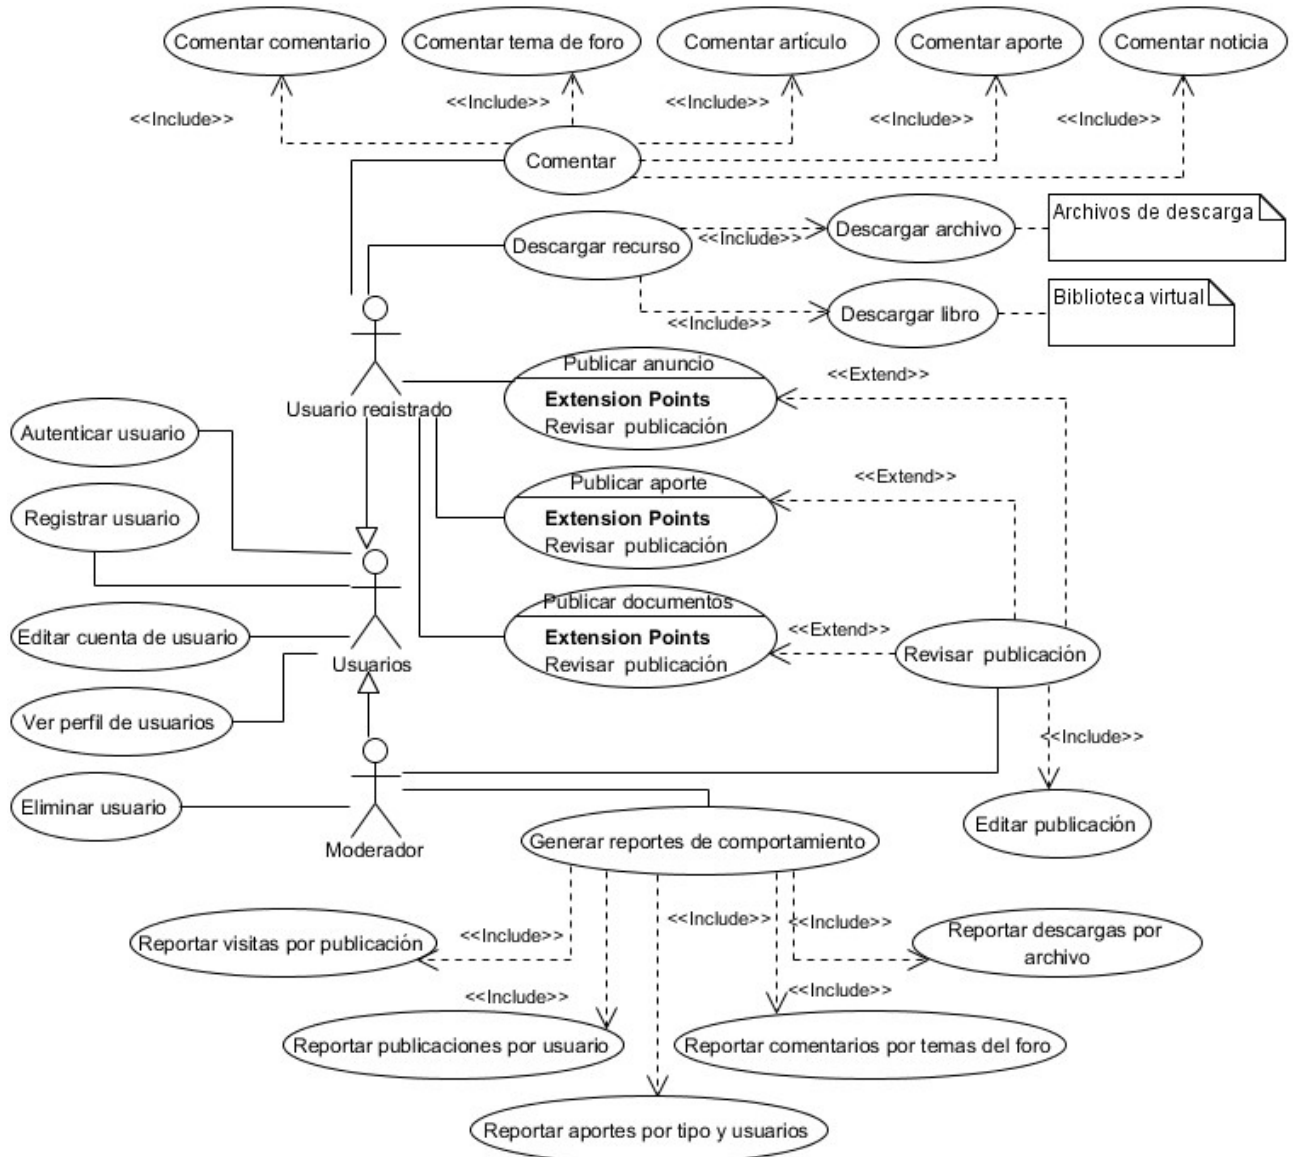 Comentar comentario
Comentar tema de foro
Comentar artículo
Comentar aporte
Comentar noticia
<<Include>>
<<Include>>
<<Include>>
<<Include>>
<<Include>>
Comentar
Descargar recurso
<<Include>>
Descargar archivo
Archivos de descarga
<<Include>>
Descargar libro
Biblioteca virtual
Usuario registrado
Publicar anuncio
Extension Points
Revisar publicación
<<Extend>>
Autenticar usuario
Publicar aporte
Extension Points
Revisar publicación
<<Extend>>
Registrar usuario
Publicar documentos
Extension Points
Revisar publicación
<<Extend>>
Revisar publicación
Editar cuenta de usuario
Usuarios
Ver perfil de usuarios
<<Include>>
Eliminar usuario
Moderador
Editar publicación
Generar reportes de comportamiento
<<Include>>
<<Include>>
<<Include>>
Reportar visitas por publicación
Reportar descargas por
archivo
<<Include>>
<<Include>>
Reportar publicaciones por usuario
Reportar comentarios por temas del foro
Reportar aportes por tipo y usuarios